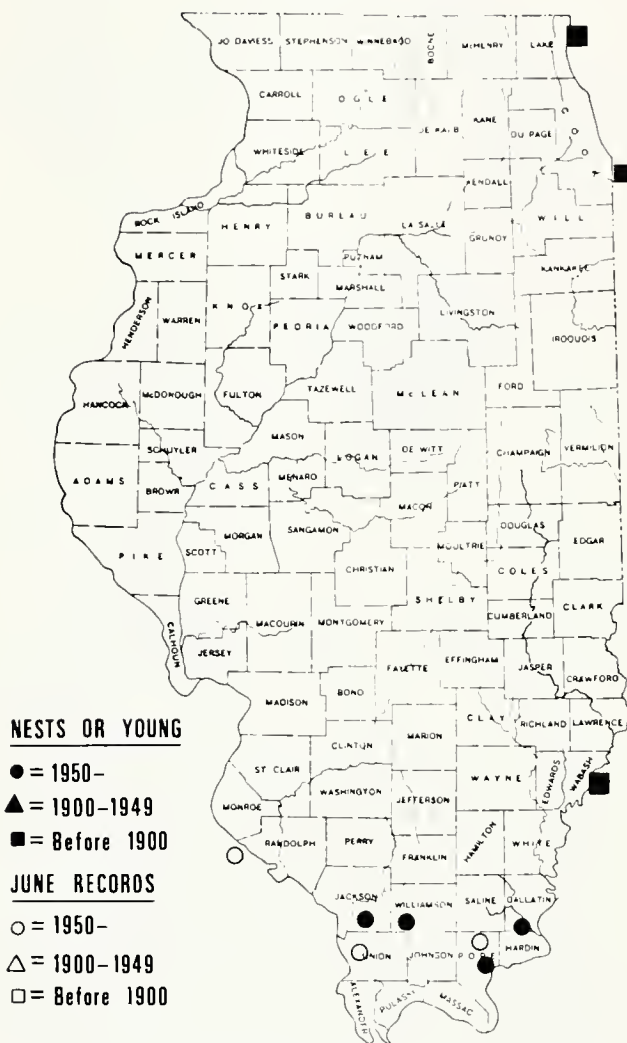 JO DAVIESS STEPHENSON WINNEBAGO BOONE McHENRY LAKE
CARROLL OGLE
DE KALB KANE DU PAGE COOK
WHITESIDE LEE
KENDALL
ROCK ISLAND HENRY BUREAU LA SALLE WILL
GRUNDY
MERCER PUTNAM
STARK MARSHALL KANKAKEE
HENDERSON WARREN KNOX PEORIA WOODFORD LIVINGSTON IROQUOIS
HANCOCK McDONOUGH FULTON TAZEWELL McLEAN FORD
SCHUYLER MASON LOGAN DE WITT CHAMPAIGN VERMILION
ADAMS BROWN CASS MENARD PIATT
MACON
PIKE SCOTT MORGAN SANGAMON DOUGLAS EDGAR
MOULTRIE
CHRISTIAN COLES
GREENE SHELBY CLARK
CALHOUN MACOUPIN MONTGOMERY CUMBERLAND
JERSEY
FAYETTE EFFINGHAM JASPER CRAWFORD
MADISON BOND
CLAY RICHLAND LAWRENCE
CLINTON MARION
ST CLAIR WAYNE EDWARDS WABASH
WASHINGTON JEFFERSON
MONROE
RANDOLPH PERRY HAMILTON WHITE
FRANKLIN
JACKSON WILLIAMSON SALINE GALLATIN
UNION JOHNSON POPE HARDIN
ALEXANDER PULASKI MASSAC
NESTS OR YOUNG
● = 1950-
▲ = 1900-1949
■ = Before 1900
JUNE RECORDS
○ = 1950-
△ = 1900-1949
□ = Before 1900